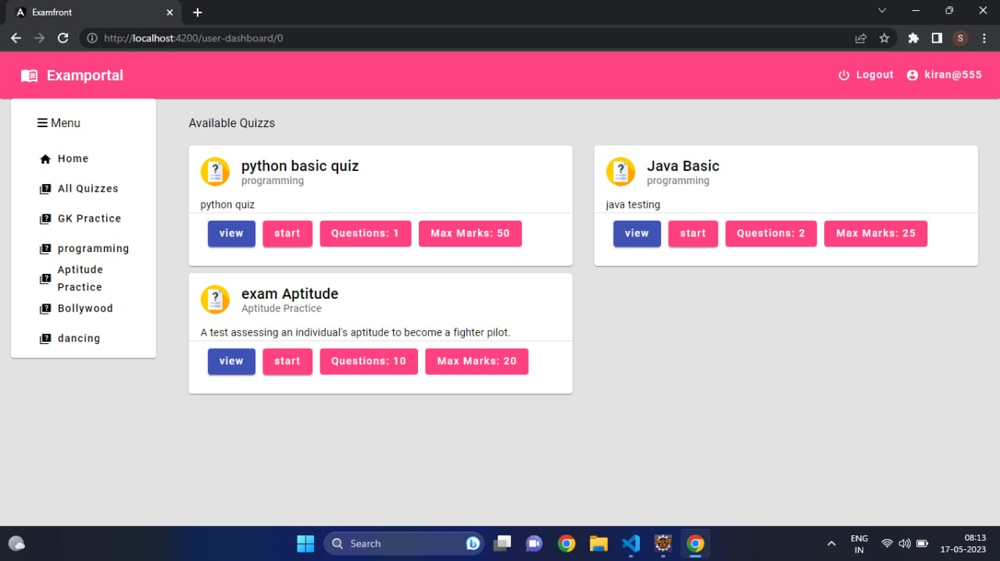 Examfront
http://localhost:4200/user-dashboard/0
S
Examportal
Logout
kiran@555
Menu
Home
All Quizzes
GK Practice
programming
Aptitude
Practice
Bollywood
dancing
Available Quizzs
python basic quiz
programming
python quiz
view
start
Questions: 1
Max Marks: 50
Java Basic
programming
java testing
view
start
Questions: 2
Max Marks: 25
exam Aptitude
Aptitude Practice
A test assessing an individual's aptitude to become a fighter pilot.
view
start
Questions: 10
Max Marks: 20
Search
ENG
IN
08:13
17-05-2023